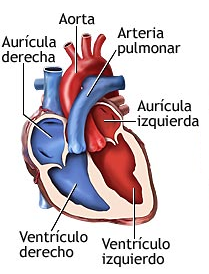 Aorta
Arteria
pulmonar
Aurícula
derecha
Aurícula
izquierda
Ventrículo
derecho
Ventrículo
izquierdo